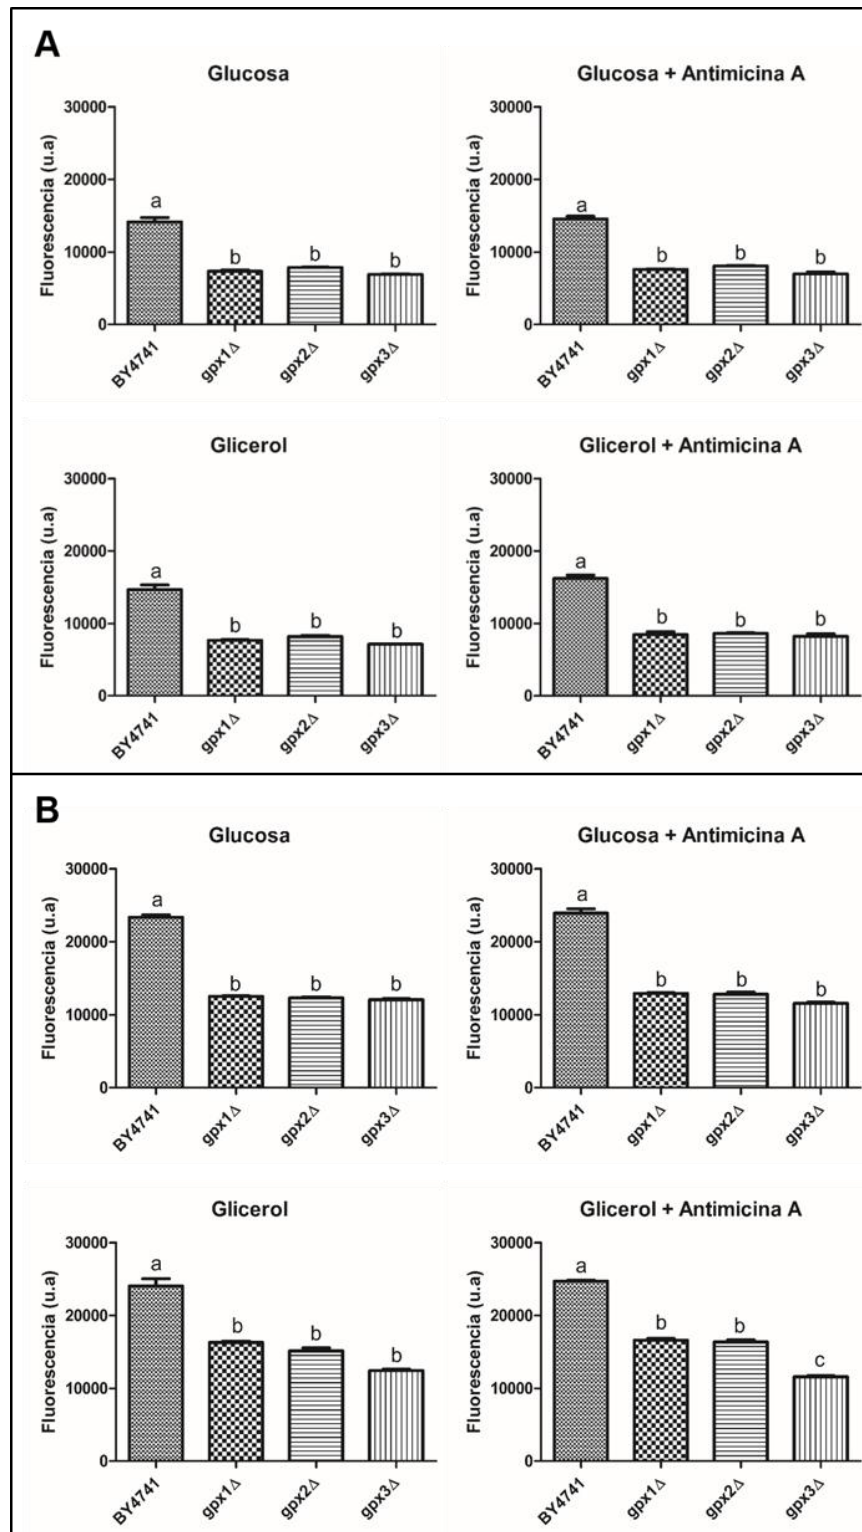 A
Glucosa
Fluorescencia (u.a)
30000
20000
10000
0
a
b
b
b
BY4741
gpx1Δ
gpx2Δ
gpx3Δ
Glucosa + Antimicina A
Fluorescencia (u.a)
30000
20000
10000
0
a
b
b
b
BY4741
gpx1Δ
gpx2Δ
gpx3Δ
Glicerol
Fluorescencia (u.a)
30000
20000
10000
0
a
b
b
b
BY4741
gpx1Δ
gpx2Δ
gpx3Δ
Glicerol + Antimicina A
Fluorescencia (u.a)
30000
20000
10000
0
a
b
b
b
BY4741
gpx1Δ
gpx2Δ
gpx3Δ
B
Glucosa
Fluorescencia (u.a)
30000
20000
10000
0
a
b
b
b
BY4741
gpx1Δ
gpx2Δ
gpx3Δ
Glucosa + Antimicina A
Fluorescencia (u.a)
30000
20000
10000
0
a
b
b
b
BY4741
gpx1Δ
gpx2Δ
gpx3Δ
Glicerol
Fluorescencia (u.a)
30000
20000
10000
0
a
b
b
b
BY4741
gpx1Δ
gpx2Δ
gpx3Δ
Glicerol + Antimicina A
Fluorescencia (u.a)
30000
20000
10000
0
a
b
b
c
BY4741
gpx1Δ
gpx2Δ
gpx3Δ